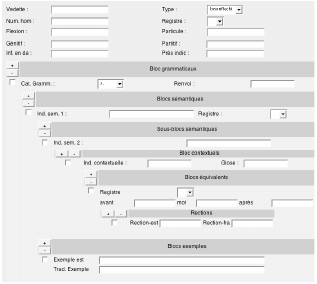 Vedette : Type :
Num. hom : Registre :
Flexion : Particule :
Génitif : Partitif :
Inf. en da : Prés indic :
+ - Bloc grammaticaux
Cat. Gramm. : Renvoi :
+ - Blocs sémantiques
Ind. sem. 1 : Registre :
+ - Sous-blocs sémantiques
Ind. sem. 2 :
+ - Bloc contextuels
Ind. contextuelle : Glose :
+ - Blocs équivalents
Registre
avant mot après
+ - Rections
Rection-est Rection-fra
+ - Blocs exemples
Exemple est
Trad. Exemple